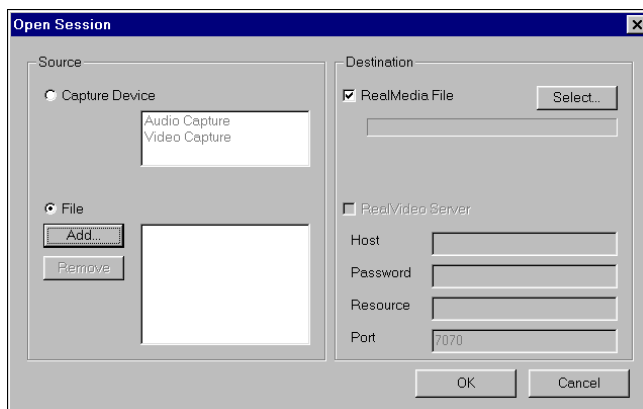 Open Session
Source
Capture Device
Audio Capture
Video Capture
File
Add...
Remove
Destination
RealMedia File
Select...
RealVideo Server
Host
Password
Resource
Port
7070
OK
Cancel